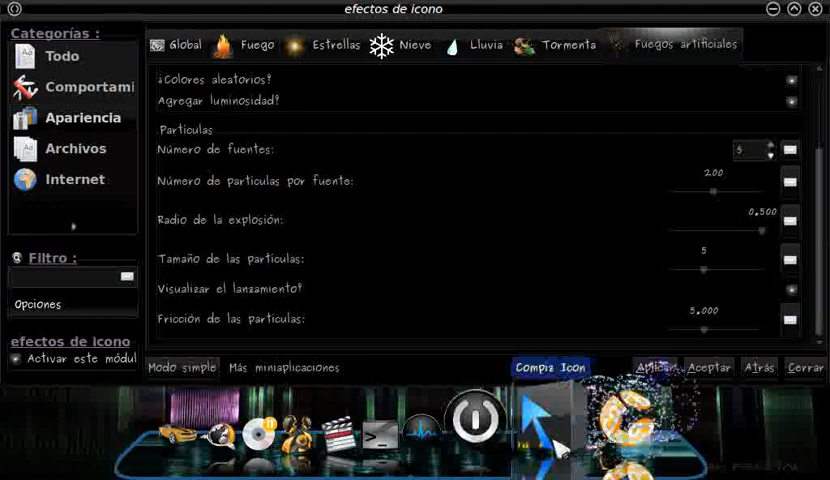 efectos de icono
Categorías :
Todo
Comportami
Apariencia
Archivos
Internet
Filtro :
Opciones
efectos de icono
Activar este módul
Global
Fuego
Estrellas
Nieve
Lluvia
Tormenta
Fuegos artificiales
¿Colores aleatorios?
Agregar luminosidad?
Partículas
Número de fuentes:
5
Número de partículas por fuente:
200
Radio de la explosión:
0.500
Tamaño de las partículas:
5
Visualizar el lanzamiento?
Fricción de las partículas:
5.000
Modo simple
Más miniaplicaciones
Compiz Icon
Aplicar
Aceptar
Atrás
Cerrar